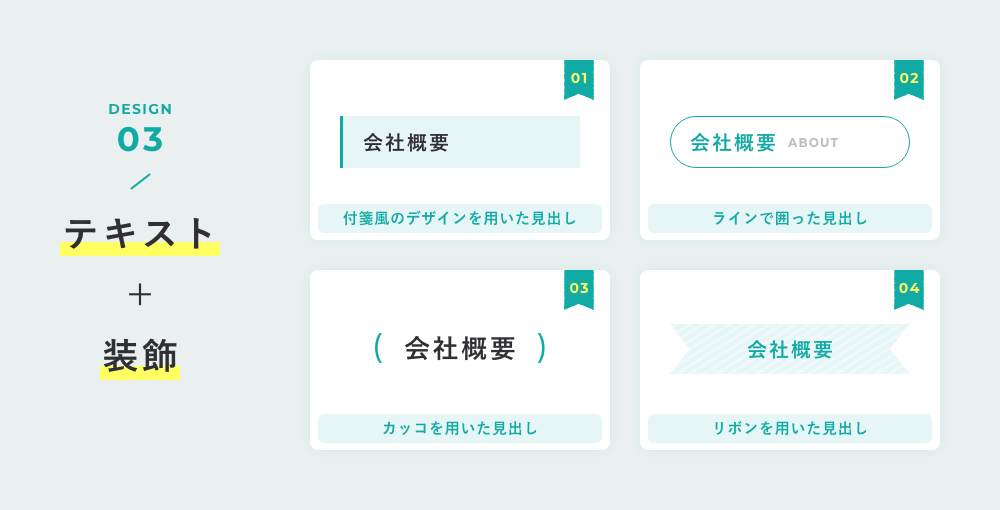 DESIGN
03
テキスト
+
装飾
01
会社概要
付箋風のデザインを用いた見出し
02
会社概要 ABOUT
ラインで囲った見出し
03
( 会社概要 )
カッコを用いた見出し
04
会社概要
リボンを用いた見出し